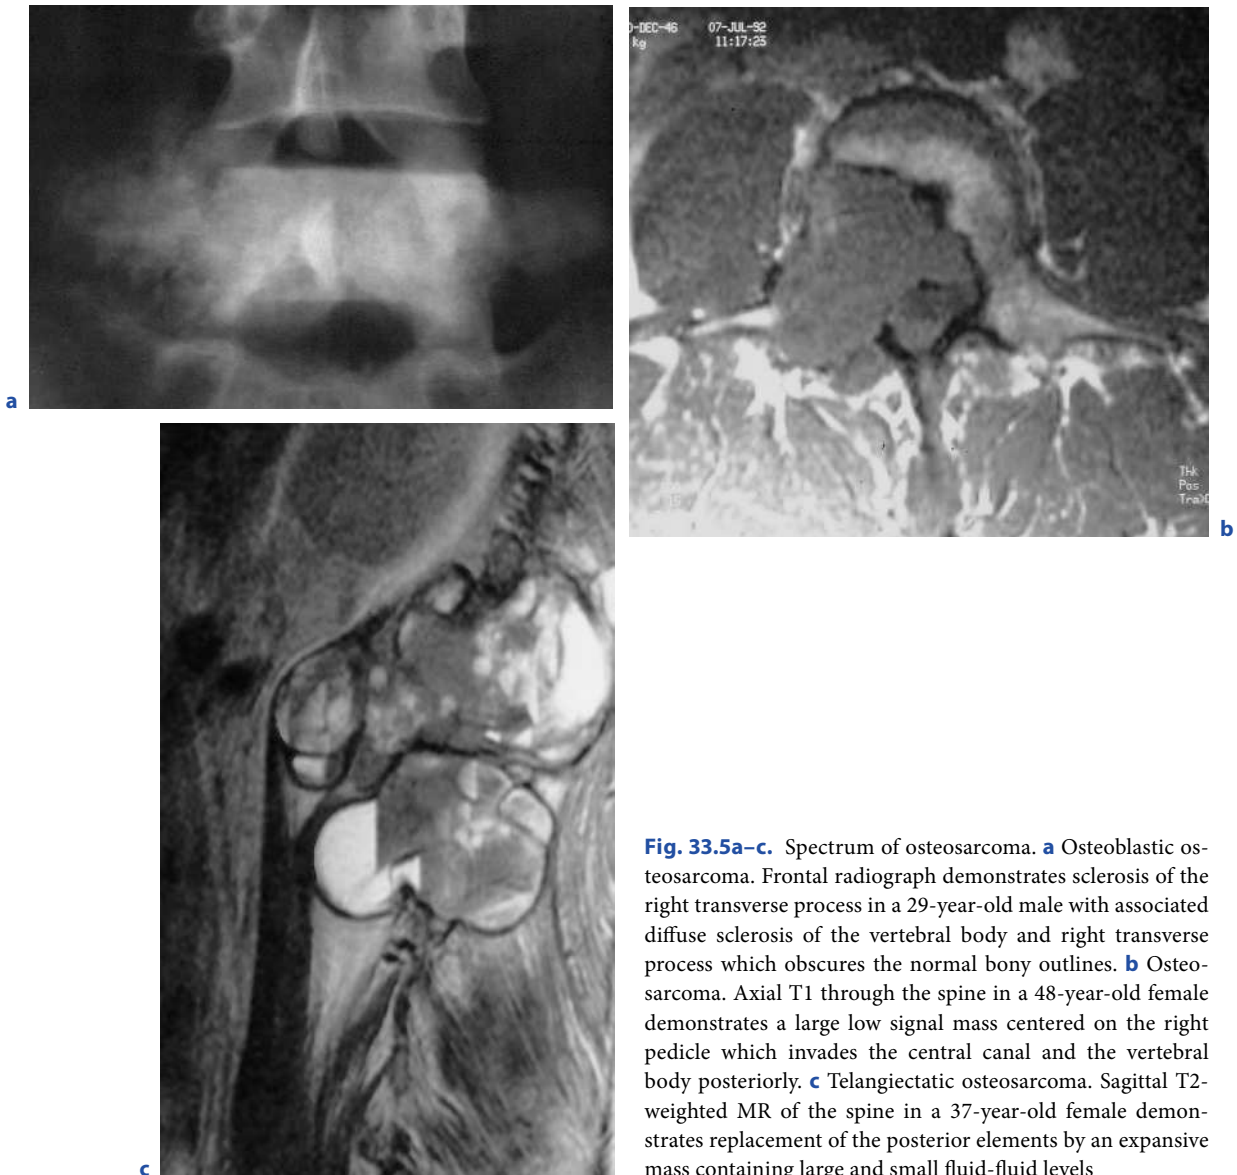 0-DEC-46 07-JUL-92
kg 11:17:23
a
Thk
Pos
Tra>C
b
c
Fig. 33.5a–c. Spectrum of osteosarcoma. a Osteoblastic os-
teosarcoma. Frontal radiograph demonstrates sclerosis of the
right transverse process in a 29-year-old male with associated
diffuse sclerosis of the vertebral body and right transverse
process which obscures the normal bony outlines. b Osteo-
sarcoma. Axial T1 through the spine in a 48-year-old female
demonstrates a large low signal mass centered on the right
pedicle which invades the central canal and the vertebral
body posteriorly. c Telangiectatic osteosarcoma. Sagittal T2-
weighted MR of the spine in a 37-year-old female demon-
strates replacement of the posterior elements by an expansive
mass containing large and small fluid-fluid levels